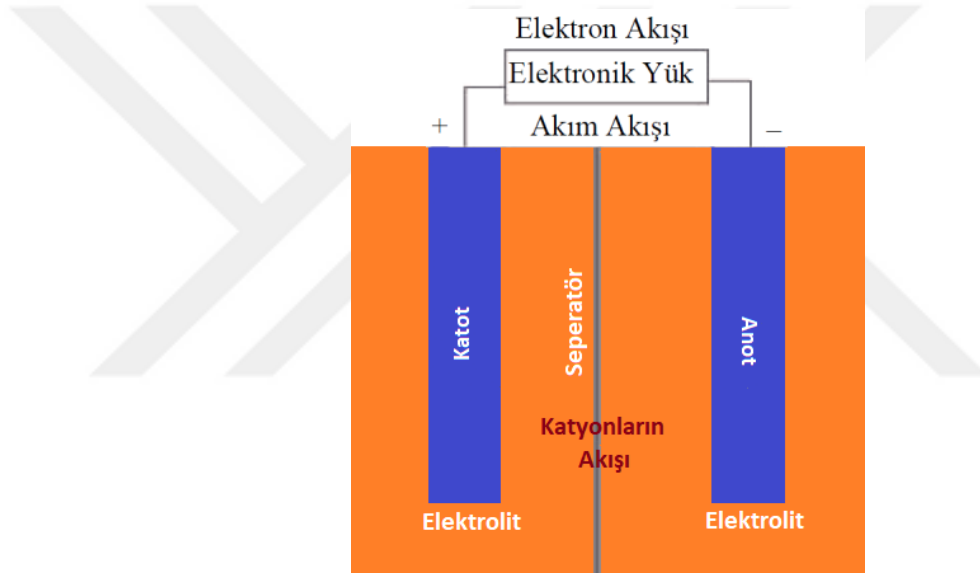 Elektron Akışı
Elektronik Yük
+ Akım Akışı –
Katot
Seperatör
Anot
Katyonların
Akışı
Elektrolit
Elektrolit